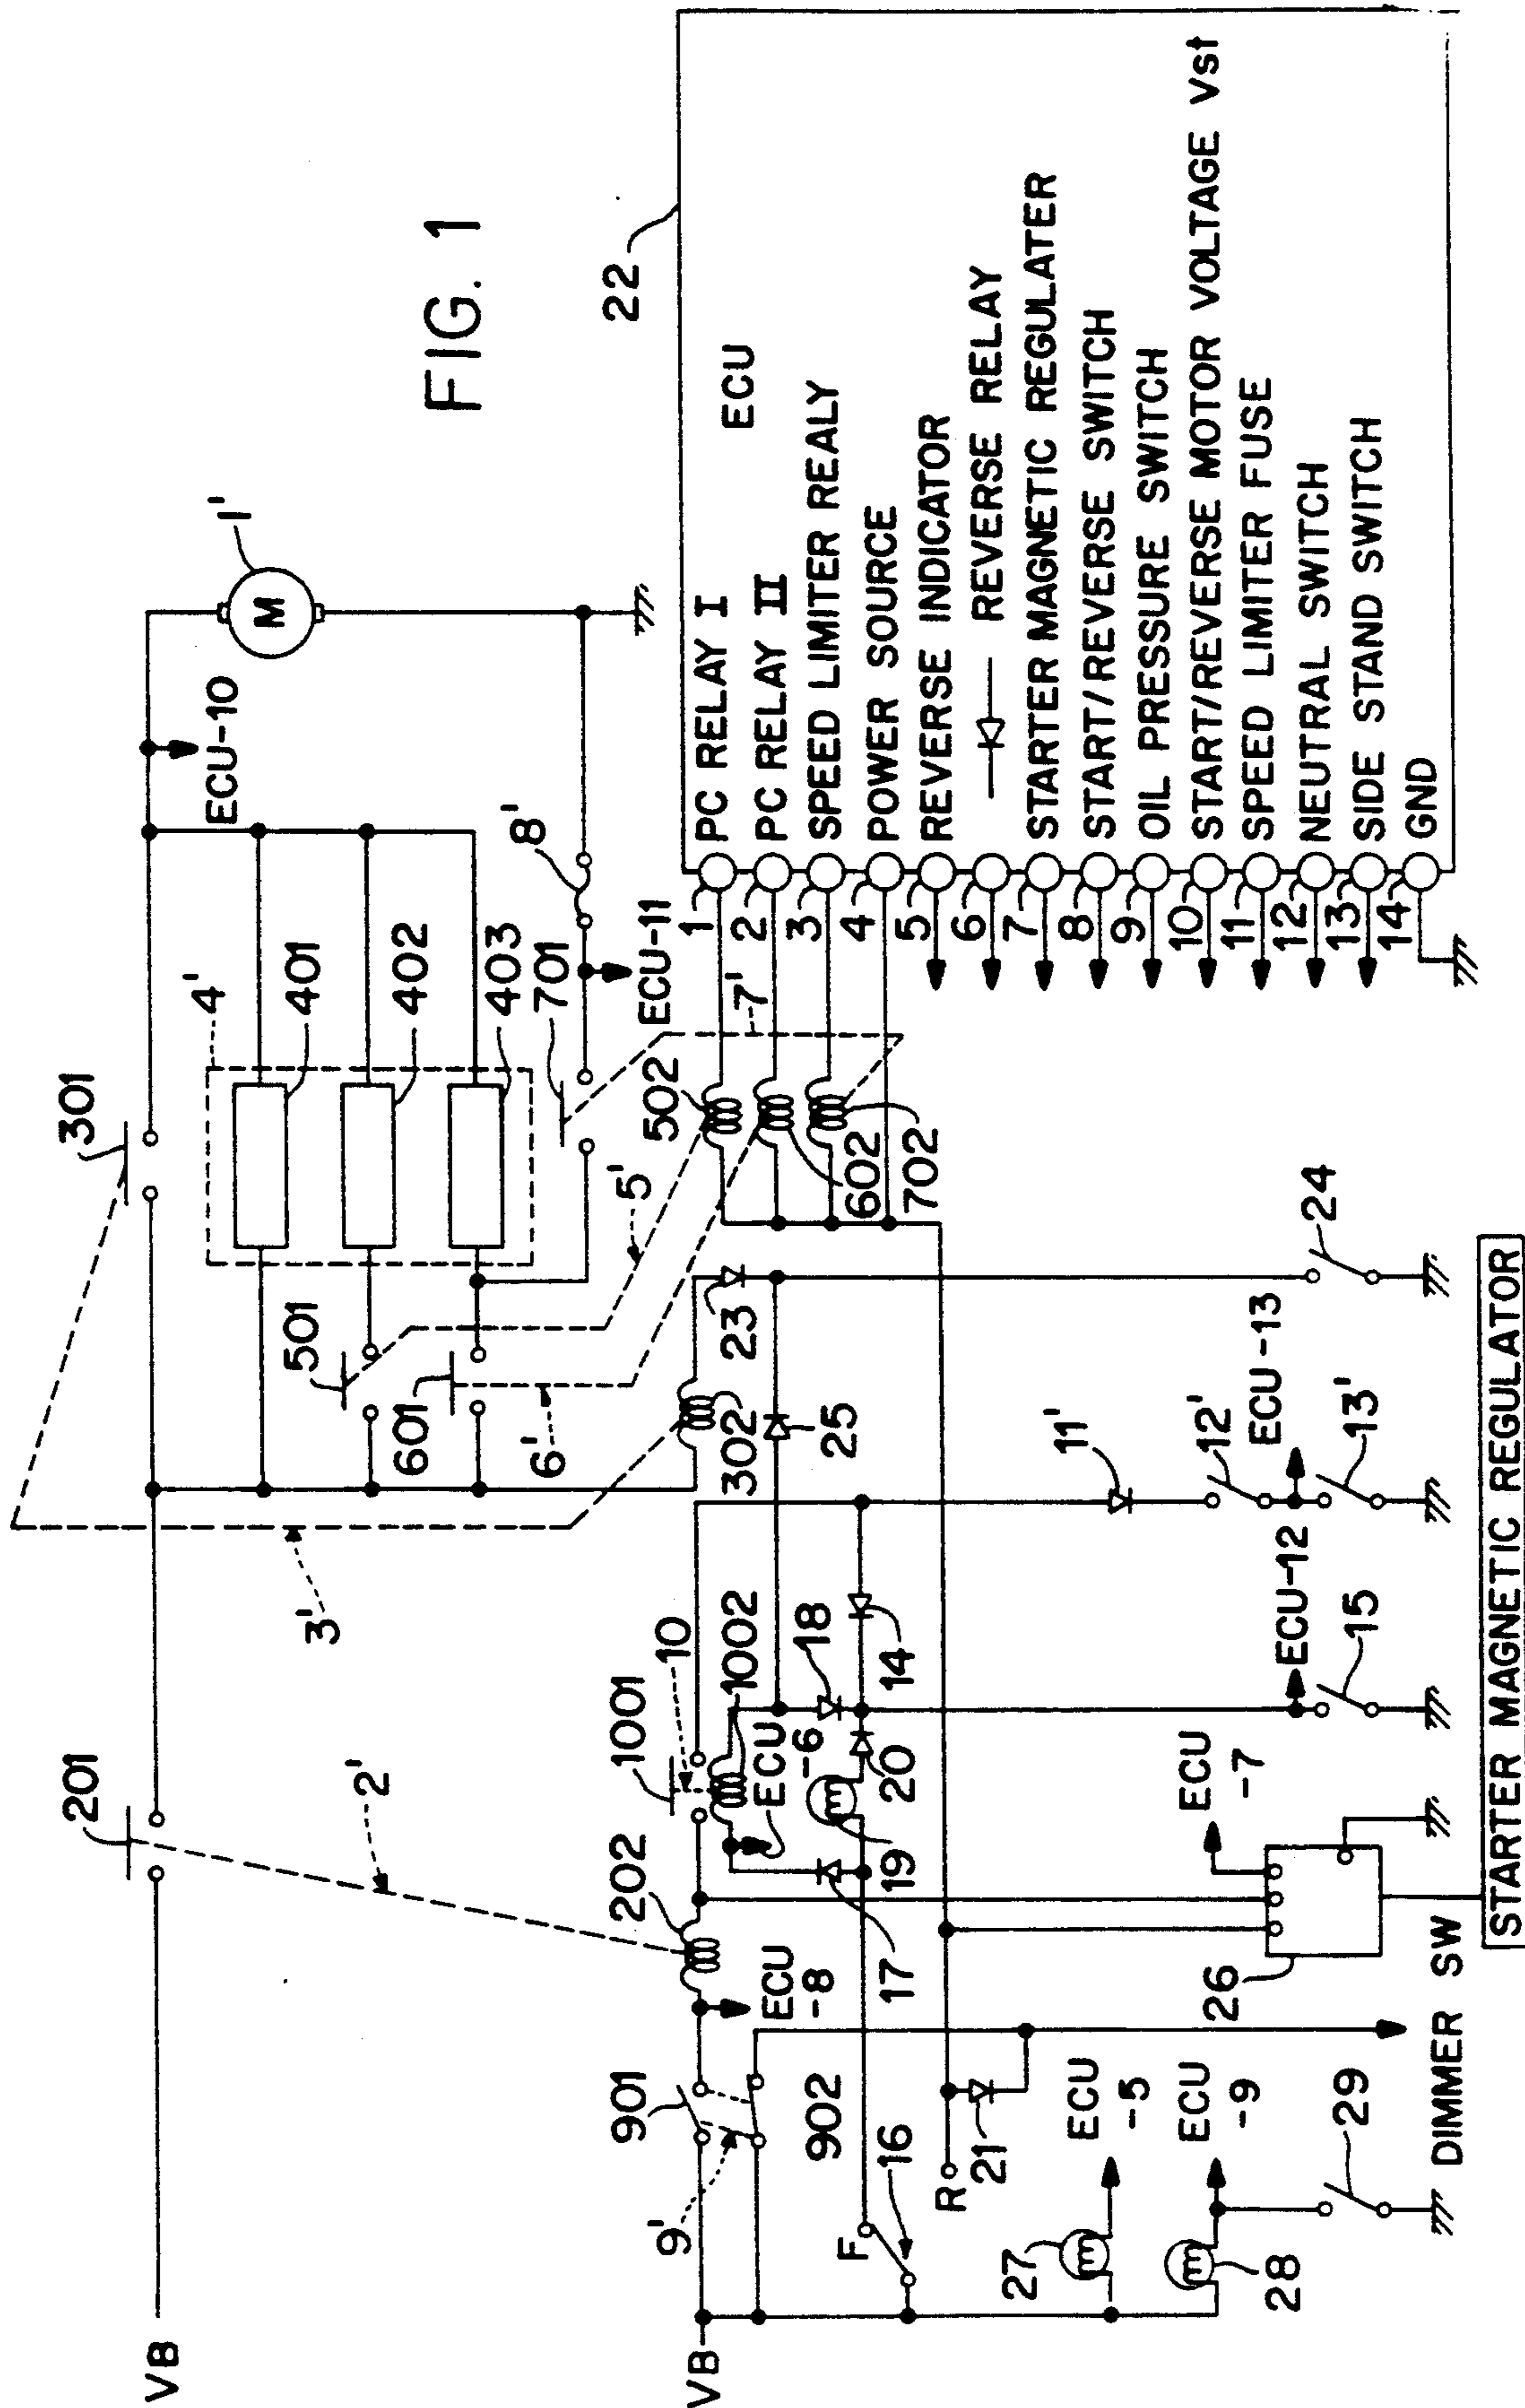 FIG. 1
VB
201
2'
3'
301
4'
401
402
403
ECU-10
1'
M
501
601
6'
5'
701
8'
ECU-11
7'
22
VB
901
9'
902
ECU
-8
202
1001
10
1002
ECU
-6
302
23
25
502
602
702
F
16
17
19
18
20
14
R
21
11'
12'
ECU-13
13'
ECU-12
15
24
27
ECU
-5
28
ECU
-9
29
DIMMER SW
26
ECU
-7
STARTER MAGNETIC REGULATOR
ECU
1 PC RELAY I
2 PC RELAY II
3 SPEED LIMITER REALY
4 POWER SOURCE
5 REVERSE INDICATOR
6 REVERSE RELAY
7 STARTER MAGNETIC REGULATER
8 START/REVERSE SWITCH
9 OIL PRESSURE SWITCH
10 START/REVERSE MOTOR VOLTAGE Vst
11 SPEED LIMITER FUSE
12 NEUTRAL SWITCH
13 SIDE STAND SWITCH
14 GND